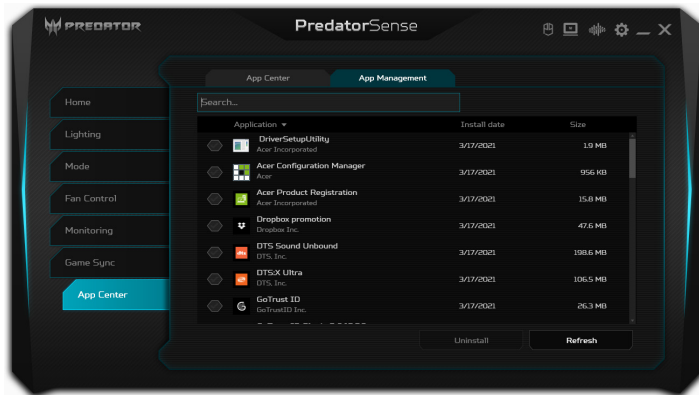 PREDATOR
PredatorSense
App Center
App Management
Home
Lighting
Mode
Fan Control
Monitoring
Game Sync
App Center
Search...
Application Install date Size
DriverSetupUtility
Acer Incorporated
3/17/2021 1.9 MB
Acer Configuration Manager
Acer
3/17/2021 956 KB
Acer Product Registration
Acer Incorporated
3/17/2021 15.8 MB
Dropbox promotion
Dropbox Inc.
3/17/2021 47.6 MB
DTS Sound Unbound
DTS, Inc.
3/17/2021 198.6 MB
DTS:X Ultra
DTS, Inc.
3/17/2021 106.5 MB
GoTrust ID
GoTrustID Inc.
3/17/2021 26.3 MB
Uninstall
Refresh